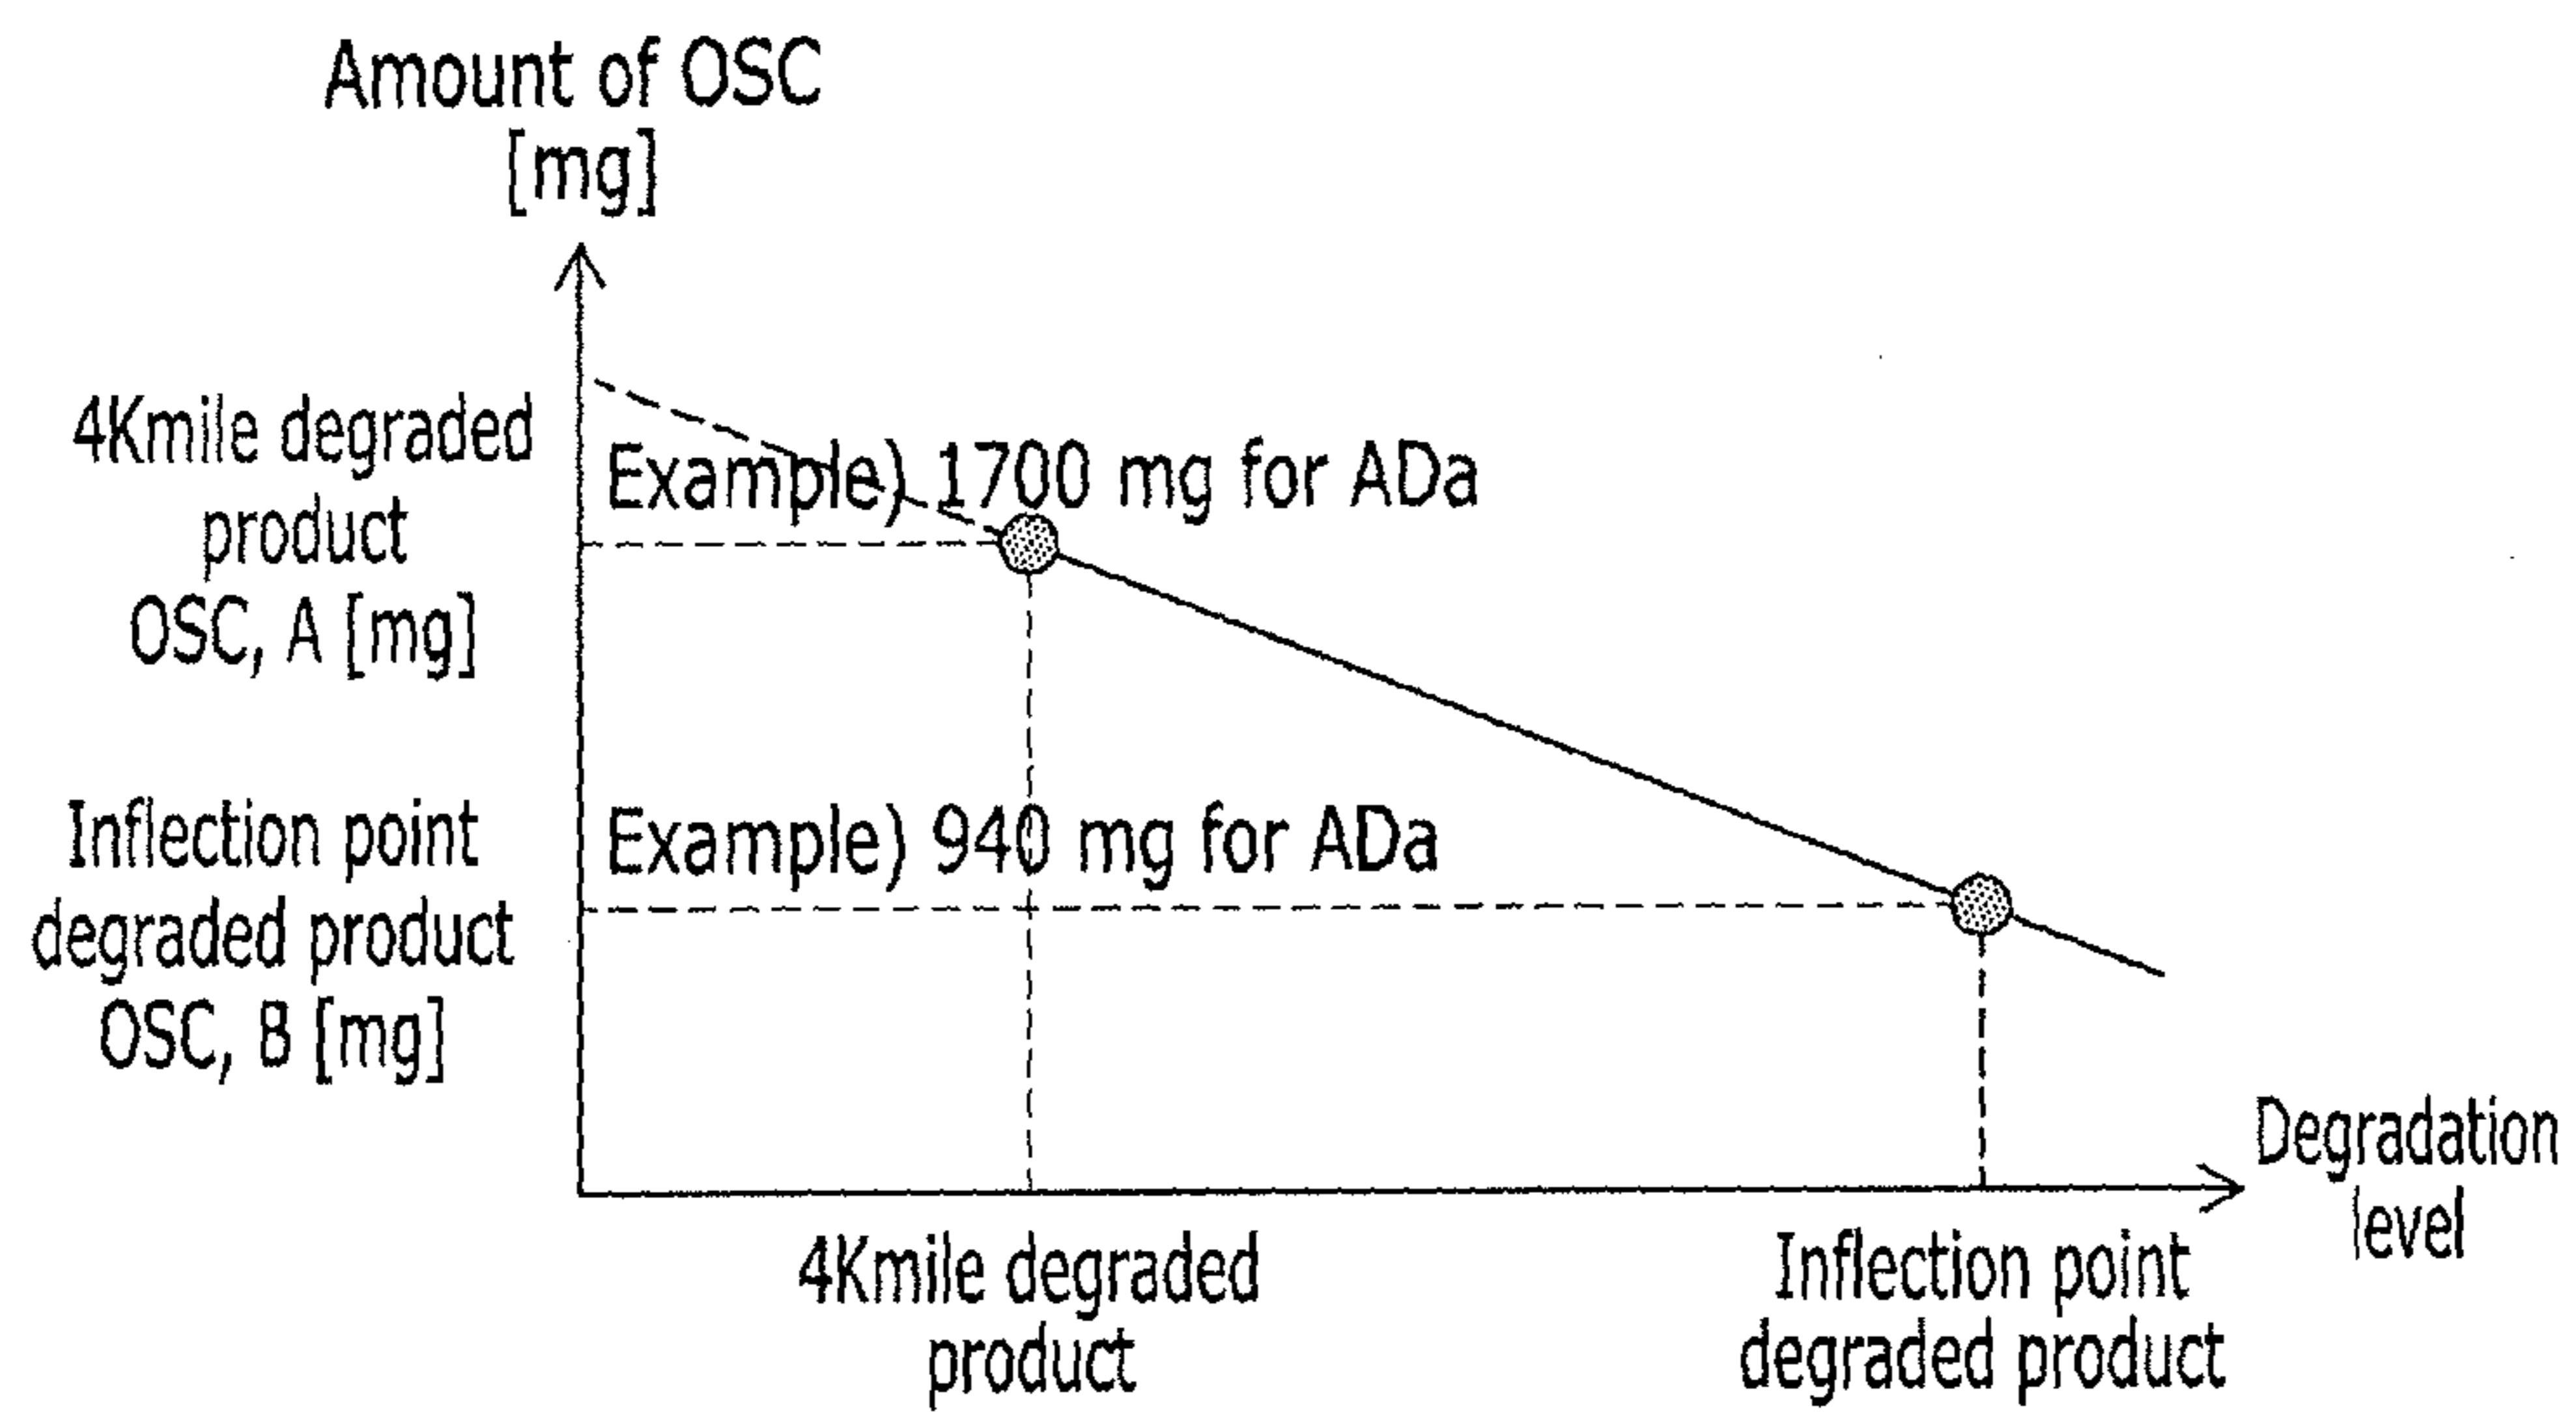 Amount of OSC
[mg]
4Kmile degraded
product
OSC, A [mg]
Example) 1700 mg for ADa
Inflection point
degraded product
OSC, B [mg]
Example) 940 mg for ADa
Degradation
level
4Kmile degraded
product
Inflection point
degraded product